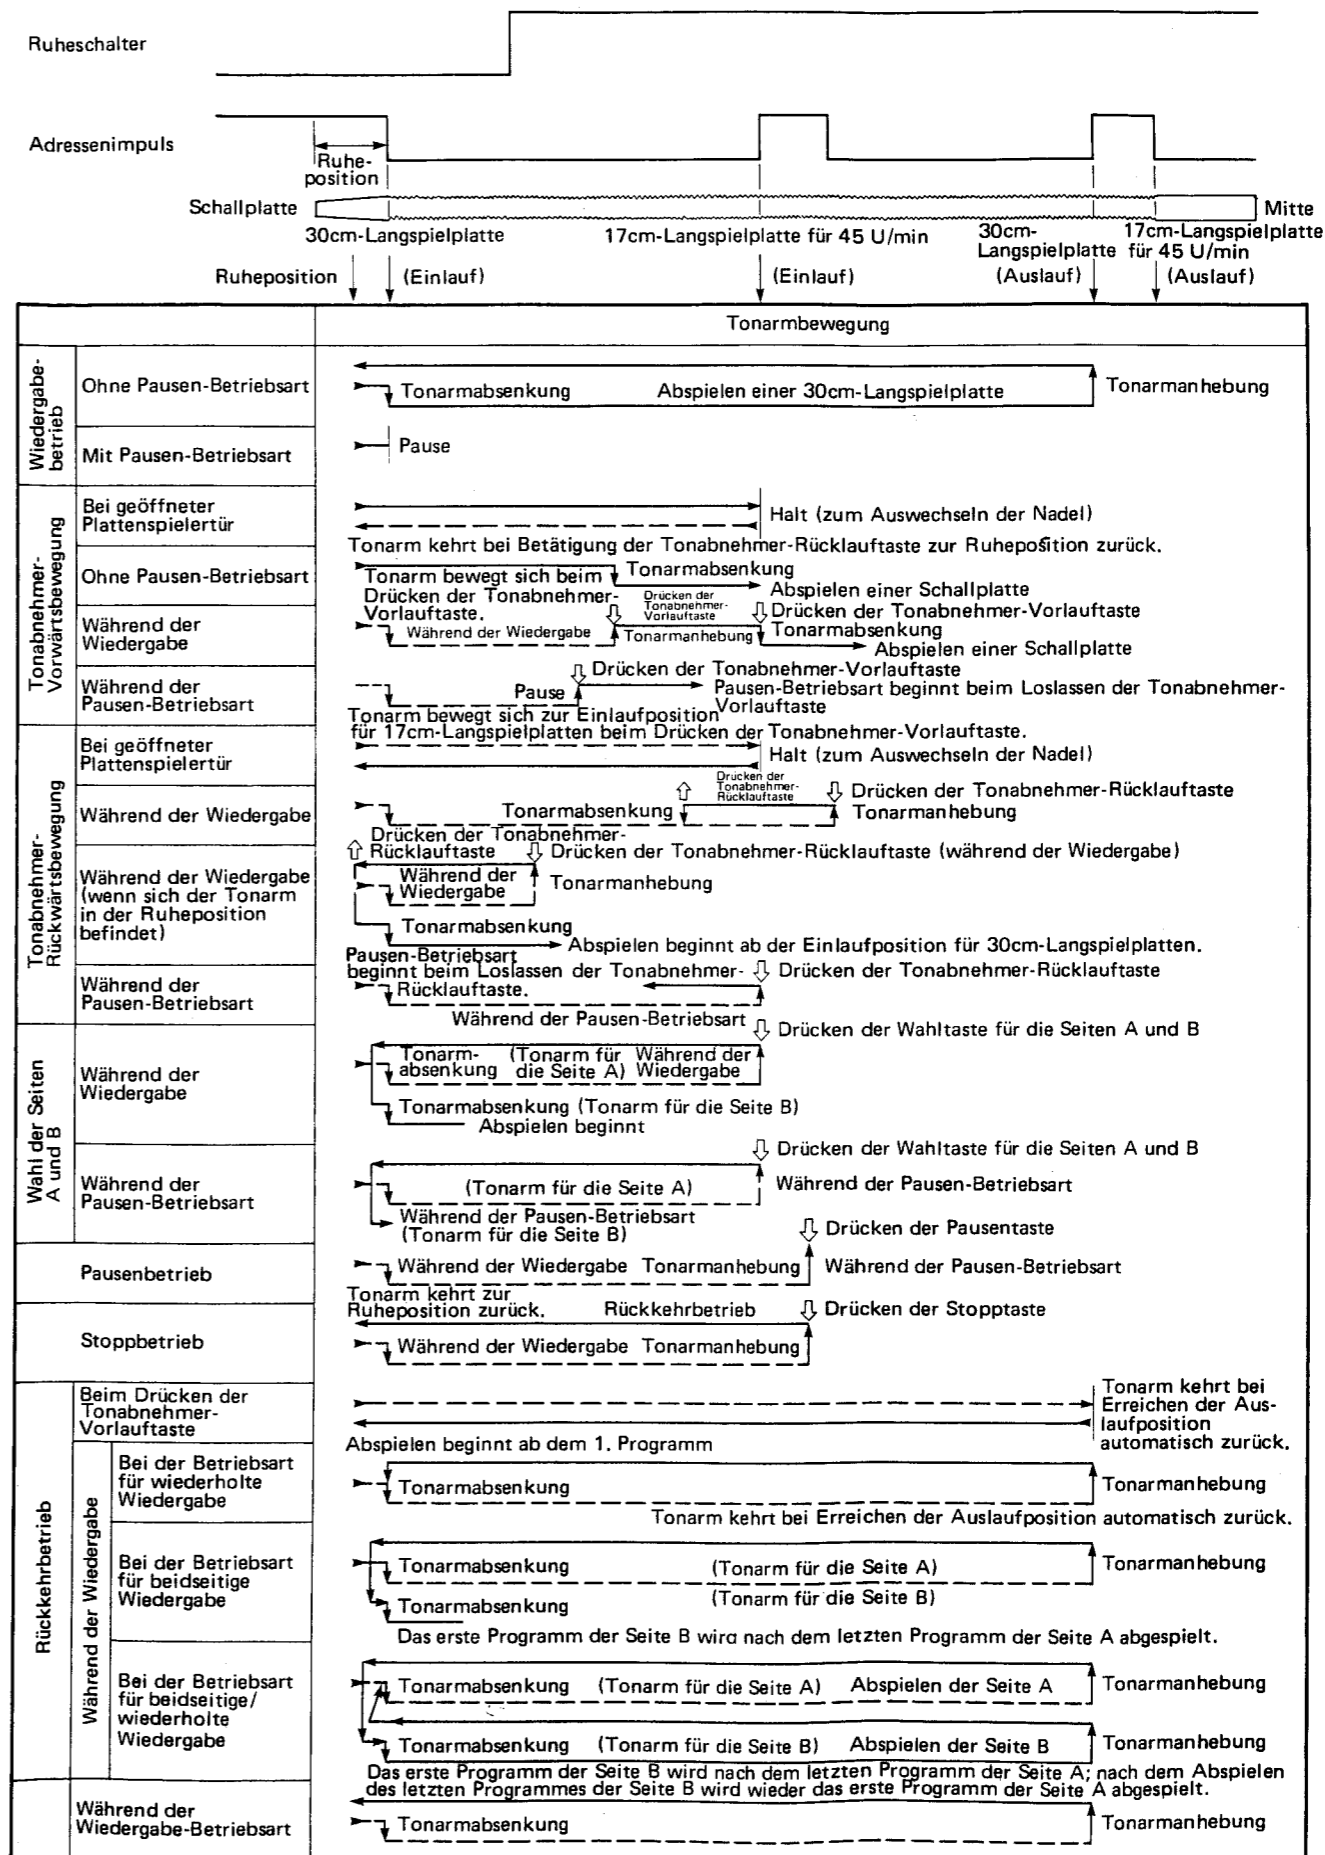 Ruheschalter
Adressenimpuls
Ruhe-
position
Schallplatte
Mitte
30cm-Langspielplatte
17cm-Langspielplatte für 45 U/min
30cm-
Langspielplatte
17cm-Langspielplatte
für 45 U/min
Ruheposition
(Einlauf)
(Einlauf)
(Auslauf)
(Auslauf)
Tonarmbewegung
Wiedergabe-
betrieb
Ohne Pausen-Betriebsart
Tonarmabsenkung
Abspielen einer 30cm-Langspielplatte
Tonarmanhebung
Mit Pausen-Betriebsart
Pause
Tonabnehmer-
Vorwärtsbewegung
Bei geöffneter
Plattenspielertür
Halt (zum Auswechseln der Nadel)
Tonarm kehrt bei Betätigung der Tonabnehmer-Rücklauftaste zur Ruheposition zurück.
Ohne Pausen-Betriebsart
Tonarm bewegt sich beim
Drücken der Tonabnehmer-
Vorlauftaste.
Tonarmabsenkung
Abspielen einer Schallplatte
Während der
Wiedergabe
Während der Wiedergabe
Drücken der
Tonabnehmer-
Vorlauftaste
Tonarmanhebung
Drücken der Tonabnehmer-Vorlauftaste
Tonarmabsenkung
Abspielen einer Schallplatte
Während der
Pausen-Betriebsart
Pause
Drücken der Tonabnehmer-Vorlauftaste
Pausen-Betriebsart beginnt beim Loslassen der Tonabnehmer-
Vorlauftaste
Tonarm bewegt sich zur Einlaufposition
für 17cm-Langspielplatten beim Drücken der Tonabnehmer-Vorlauftaste.
Tonabnehmer-
Rückwärtsbewegung
Bei geöffneter
Plattenspielertür
Halt (zum Auswechseln der Nadel)
Während der Wiedergabe
Tonarmabsenkung
Drücken der
Tonabnehmer-
Rücklauftaste
Drücken der Tonabnehmer-Rücklauftaste
Tonarmanhebung
Während der Wiedergabe
(wenn sich der Tonarm
in der Ruheposition
befindet)
Drücken der Tonabnehmer-
Rücklauftaste
Drücken der Tonabnehmer-Rücklauftaste (während der Wiedergabe)
Während der
Wiedergabe
Tonarmanhebung
Tonarmabsenkung
Abspielen beginnt ab der Einlaufposition für 30cm-Langspielplatten.
Während der
Pausen-Betriebsart
Pausen-Betriebsart
beginnt beim Loslassen der Tonabnehmer-
Rücklauftaste.
Drücken der Tonabnehmer-Rücklauftaste
Während der Pausen-Betriebsart
Wahl der Seiten
A und B
Während der
Wiedergabe
Drücken der Wahltaste für die Seiten A und B
Tonarm-
absenkung
(Tonarm für
die Seite A)
Während der
Wiedergabe
Tonarmabsenkung (Tonarm für die Seite B)
Abspielen beginnt
Während der
Pausen-Betriebsart
Drücken der Wahltaste für die Seiten A und B
(Tonarm für die Seite A)
Während der Pausen-Betriebsart
Während der Pausen-Betriebsart
(Tonarm für die Seite B)
Pausenbetrieb
Drücken der Pausentaste
Während der Wiedergabe
Tonarmanhebung
Während der Pausen-Betriebsart
Stoppbetrieb
Tonarm kehrt zur
Ruheposition zurück.
Rückkehrbetrieb
Drücken der Stopptaste
Während der Wiedergabe
Tonarmanhebung
Rückkehrbetrieb
Beim Drücken der
Tonabnehmer-
Vorlauftaste
Tonarm kehrt bei
Erreichen der Aus-
laufposition
automatisch zurück.
Während der Wiedergabe
Bei der Betriebsart
für wiederholte
Wiedergabe
Abspielen beginnt ab dem 1. Programm
Tonarmabsenkung
Tonarmanhebung
Tonarm kehrt bei Erreichen der Auslaufposition automatisch zurück.
Bei der Betriebsart
für beidseitige
Wiedergabe
Tonarmabsenkung
(Tonarm für die Seite A)
Tonarmanhebung
Tonarmabsenkung
(Tonarm für die Seite B)
Das erste Programm der Seite B wird nach dem letzten Programm der Seite A abgespielt.
Bei der Betriebsart
für beidseitige/
wiederholte
Wiedergabe
Tonarmabsenkung
(Tonarm für die Seite A)
Abspielen der Seite A
Tonarmanhebung
Tonarmabsenkung
(Tonarm für die Seite B)
Abspielen der Seite B
Tonarmanhebung
Das erste Programm der Seite B wird nach dem letzten Programm der Seite A; nach dem Abspielen
des letzten Programmes der Seite B wird wieder das erste Programm der Seite A abgespielt.
Während der
Wiedergabe-Betriebsart
Tonarmabsenkung
Tonarmanhebung